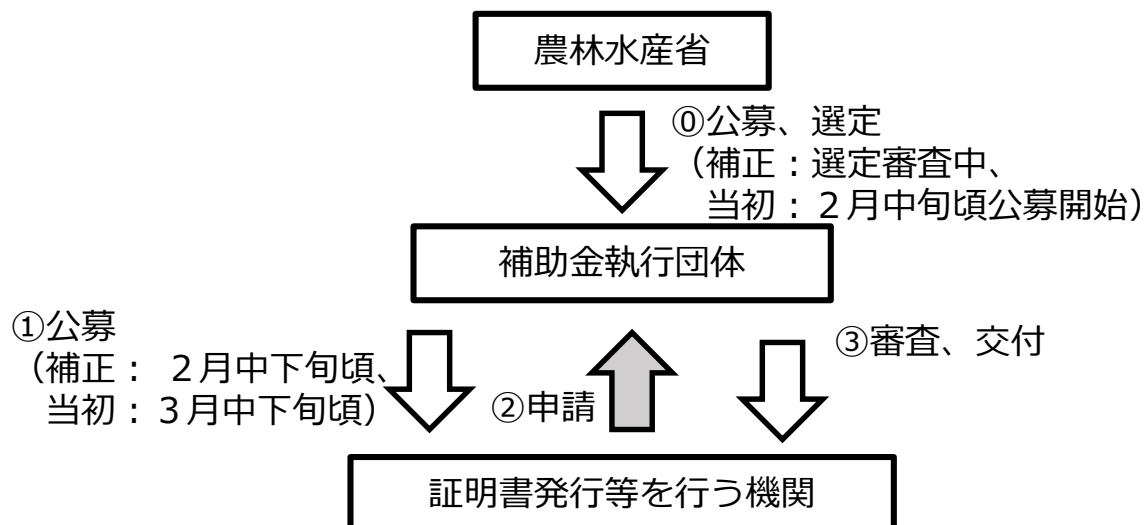 農林水産省
⓪公募、選定
（補正：選定審査中、
当初：２月中旬頃公募開始）
補助金執行団体
①公募
（補正： ２月中下旬頃、
当初：３月中下旬頃）
②申請
③審査、交付
証明書発行等を行う機関